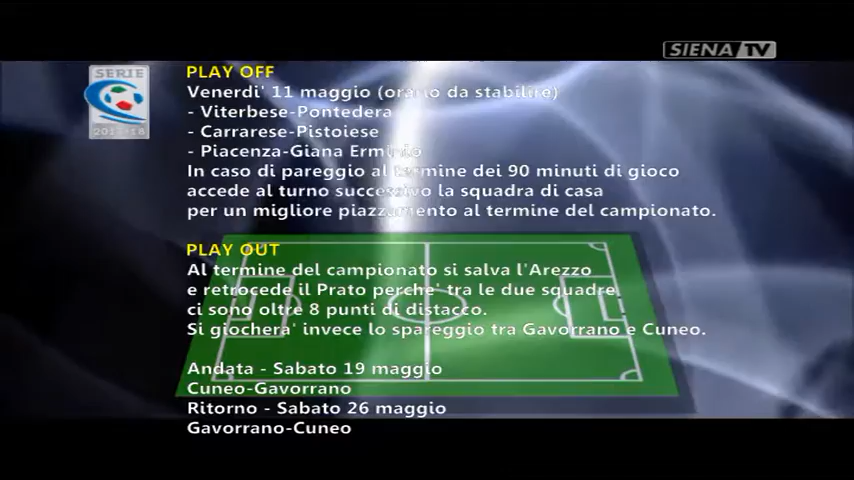 SIENA TV
SERIE
2017-18
PLAY OFF
Venerdi' 11 maggio (orario da stabilire)
- Viterbese-Pontedera
- Carrarese-Pistoiese
- Piacenza-Giana Erminio
In caso di pareggio al termine dei 90 minuti di gioco
accede al turno successivo la squadra di casa
per un migliore piazzamento al termine del campionato.
PLAY OUT
Al termine del campionato si salva l'Arezzo
e retrocede il Prato perche' tra le due squadre
ci sono oltre 8 punti di distacco.
Si giochera' invece lo spareggio tra Gavorrano e Cuneo.
Andata - Sabato 19 maggio
Cuneo-Gavorrano
Ritorno - Sabato 26 maggio
Gavorrano-Cuneo